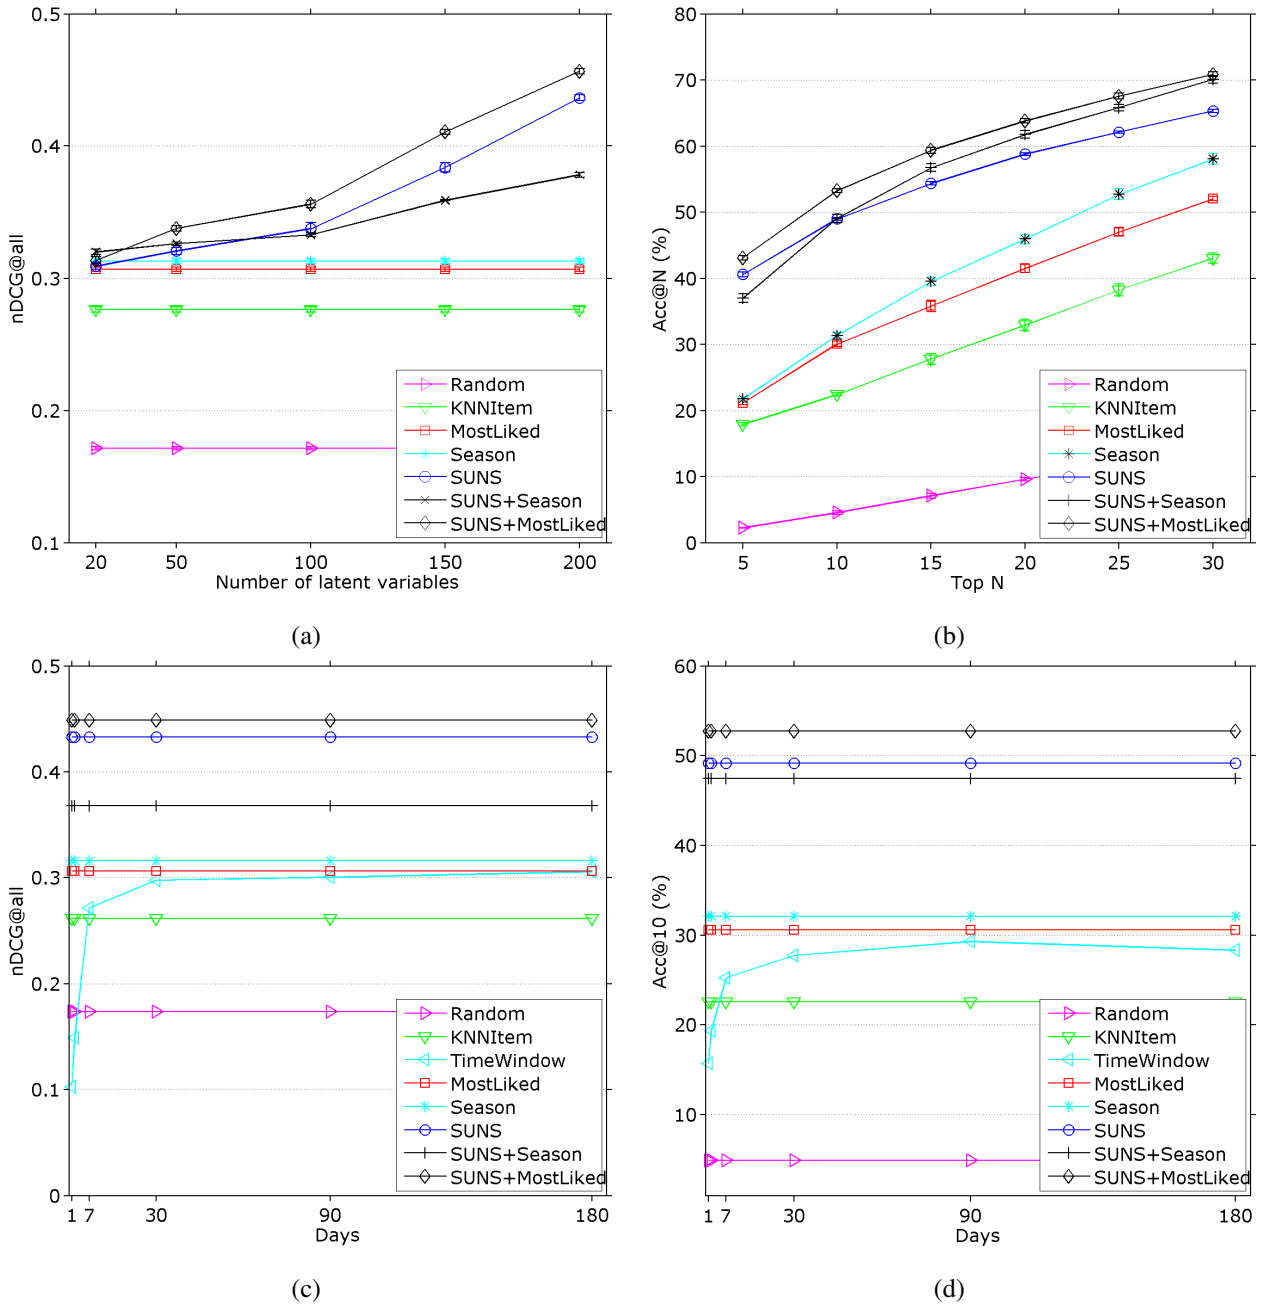 0.5
0.4
0.3
0.2
0.1
nDCG@all
20 50 100 150 200
Number of latent variables
Random
KNNItem
MostLiked
Season
SUNS
SUNS+Season
SUNS+MostLiked
(a)
80
70
60
50
40
30
20
10
0
Acc@N (%)
5 10 15 20 25 30
Top N
Random
KNNItem
MostLiked
Season
SUNS
SUNS+Season
SUNS+MostLiked
(b)
0.5
0.4
0.3
0.2
0.1
0
nDCG@all
1 7 30 90 180
Days
Random
KNNItem
TimeWindow
MostLiked
Season
SUNS
SUNS+Season
SUNS+MostLiked
(c)
60
50
40
30
20
10
Acc@10 (%)
1 7 30 90 180
Days
Random
KNNItem
TimeWindow
MostLiked
Season
SUNS
SUNS+Season
SUNS+MostLiked
(d)